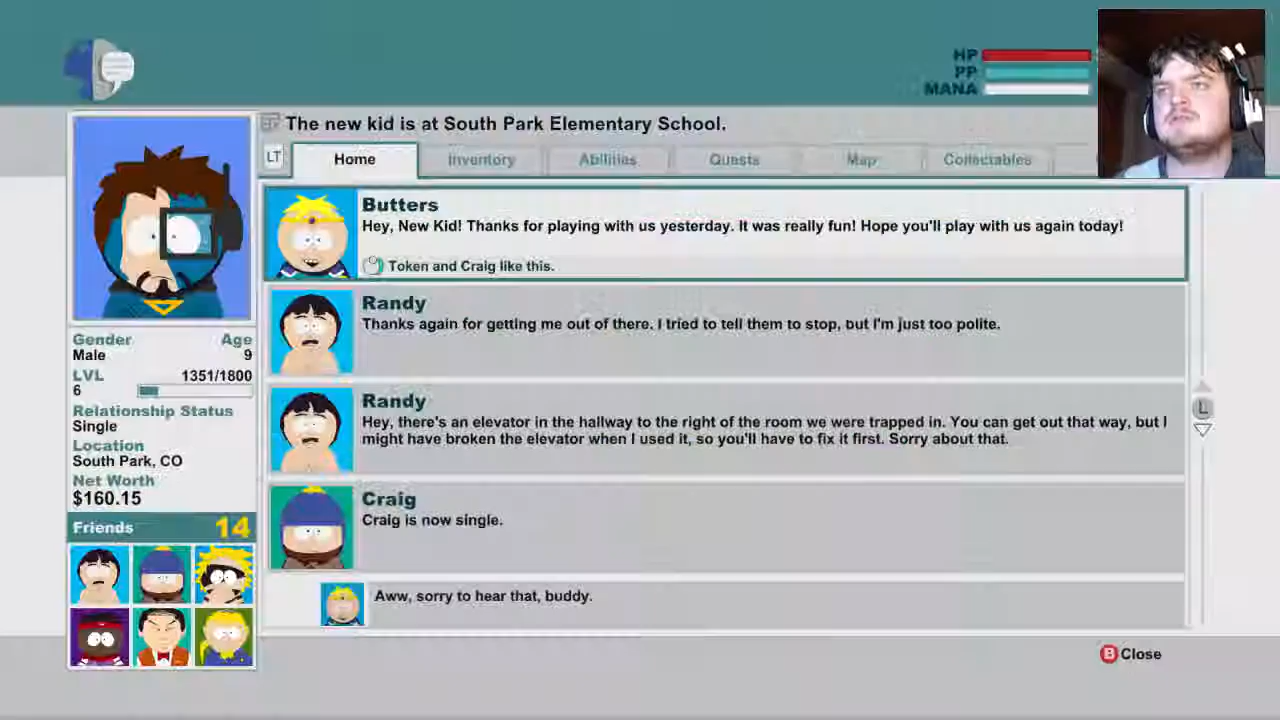 HP
PP
MANA
The new kid is at South Park Elementary School.
LT
Home
Inventory
Abilities
Quests
Map
Collectables
Butters
Hey, New Kid! Thanks for playing with us yesterday. It was really fun! Hope you'll play with us again today!
Token and Craig like this.
Randy
Thanks again for getting me out of there. I tried to tell them to stop, but I'm just too polite.
Randy
Hey, there's an elevator in the hallway to the right of the room we were trapped in. You can get out that way, but I
might have broken the elevator when I used it, so you'll have to fix it first. Sorry about that.
Craig
Craig is now single.
Aww, sorry to hear that, buddy.
Gender Age
Male 9
LVL 1351/1800
6
Relationship Status
Single
Location
South Park, CO
Net Worth
$160.15
Friends 14
L
B Close